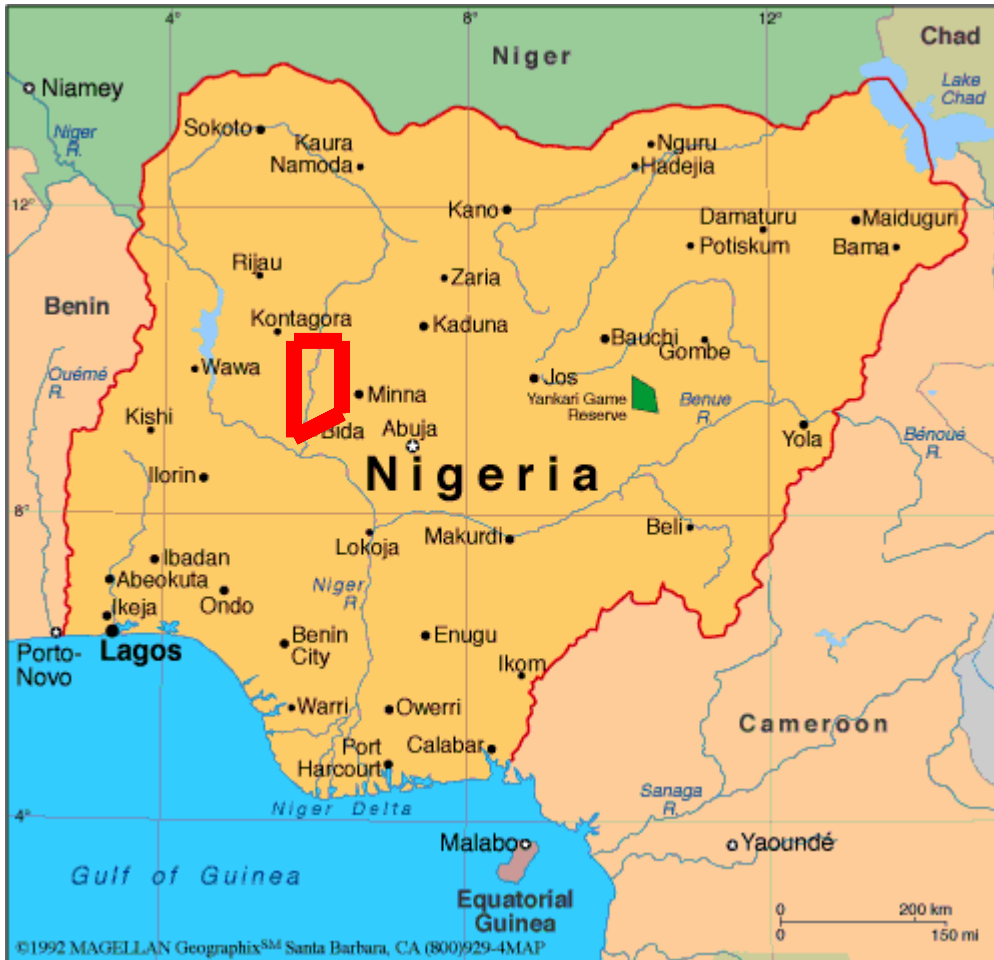 4°
8°
12°
Niger
Chad
Niamey
Lake
Chad
Niger
R.
Sokoto
Kaura
Namoda
Nguru
Hadejia
12°
Kano
Damaturu
Maiduguri
Potiskum
Bama
Rijau
Zaria
Benin
Kontagora
Kaduna
Bauchi
Gombe
Ouémé
R.
Wawa
Jos
Minna
Yankari Game
Reserve
Benue
R.
Kishi
Bida
Abuja
Yola
Bénoué
R.
Nigeria
Ilorin
8°
Beli
Lokoja
Makurdi
Ibadan
Abeokuta
Niger
R
Ikeja
Ondo
Porto-
Novo
Lagos
Benin
City
Enugu
Ikom
Warri
Owerri
Cameroon
Calabar
Port
Harcourt
Niger Delta
Sanaga
R.
4°
Malabo
Yaoundé
Gulf of Guinea
Equatorial
Guinea
0 200 km
0 150 mi
©1992 MAGELLAN Geographix℠ Santa Barbara, CA (800)929-4MAP